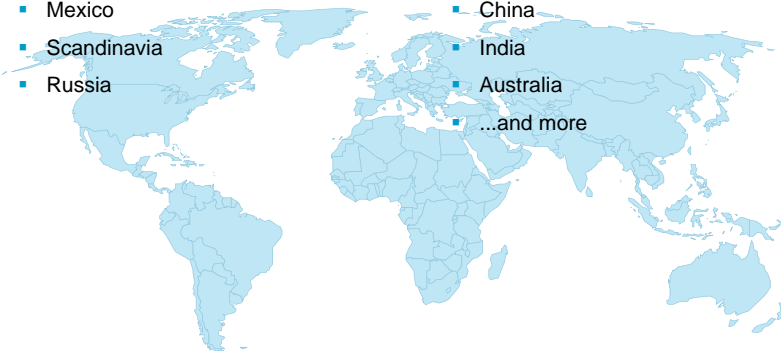 ▪ Mexico
▪ Scandinavia
▪ Russia
▪ China
▪ India
▪ Australia
▪ ...and more